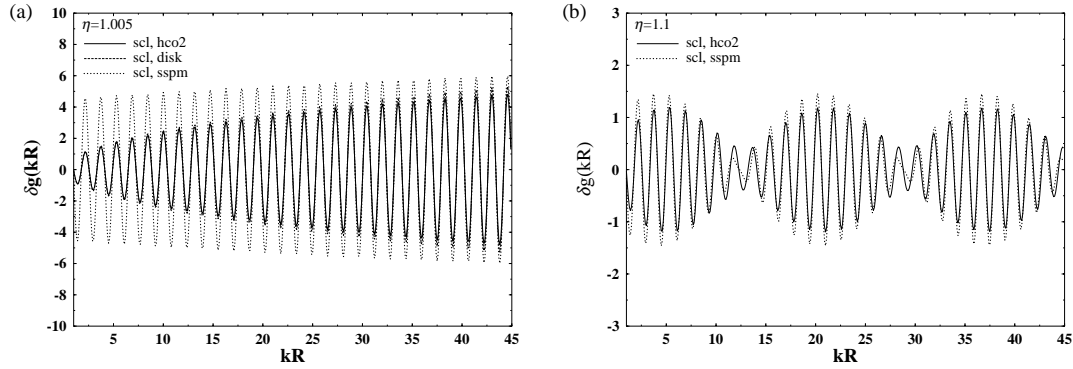 (a)
η=1.005
scl, hco2
scl, disk
scl, sspm
δg(kR)
10
8
6
4
2
0
-2
-4
-6
-8
-10
5 10 15 20 25 30 35 40 45
kR
(b)
η=1.1
scl, hco2
scl, sspm
δg(kR)
3
2
1
0
-1
-2
-3
5 10 15 20 25 30 35 40 45
kR